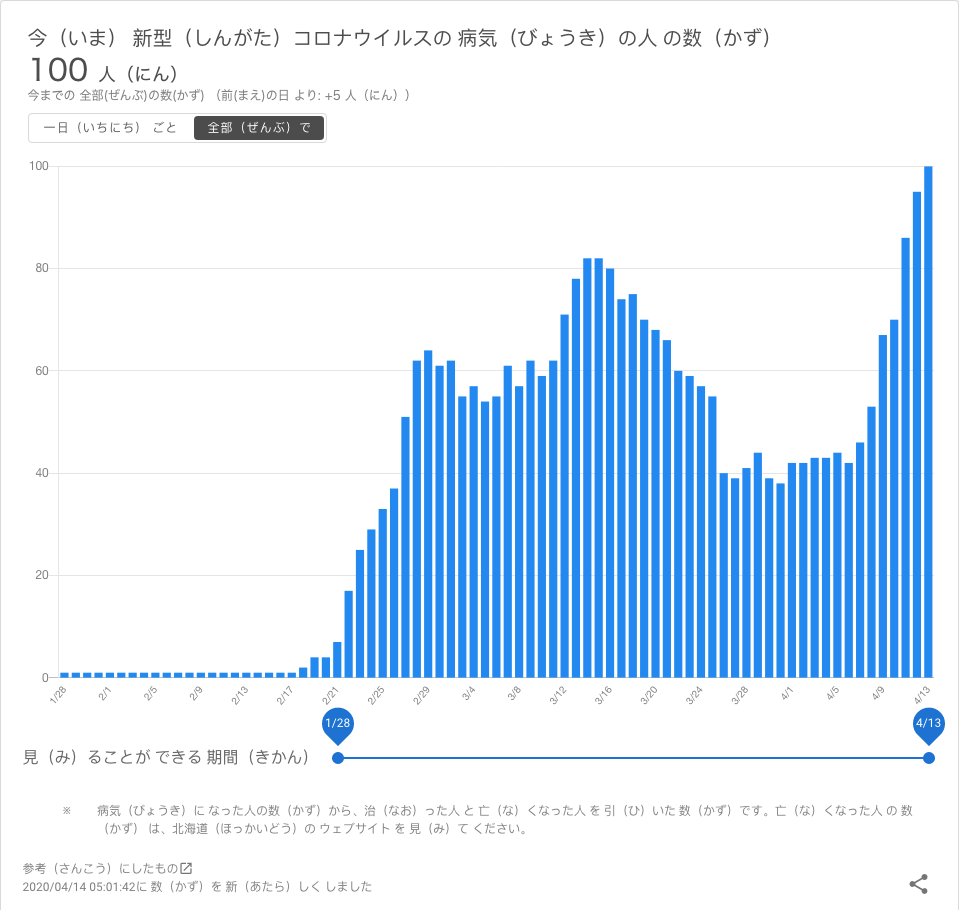 今（いま） 新型（しんがた）コロナウイルスの 病気（びょうき）の人 の数（かず）
100 人（にん）
今までの 全部(ぜんぶ)の数(かず) （前(まえ)の日 より: +5 人（にん））
一日（いちにち） ごと 全部（ぜんぶ）で
100
80
60
40
20
0
1/28 2/1 2/5 2/9 2/13 2/17 2/21 2/25 2/29 3/4 3/8 3/12 3/16 3/20 3/24 3/28 4/1 4/5 4/9 4/13
1/28 4/13
見（み）ることが できる 期間（きかん）
※ 病気（びょうき）に なった人の数（かず）から、治（なお）った人 と 亡（な）くなった人 を 引（ひ）いた 数（かず）です。亡（な）くなった人 の 数
（かず） は、北海道（ほっかいどう）の ウェブサイト を 見（み）て ください。
参考（さんこう）にしたもの
2020/04/14 05:01:42に 数（かず）を 新（あたら）しく しました